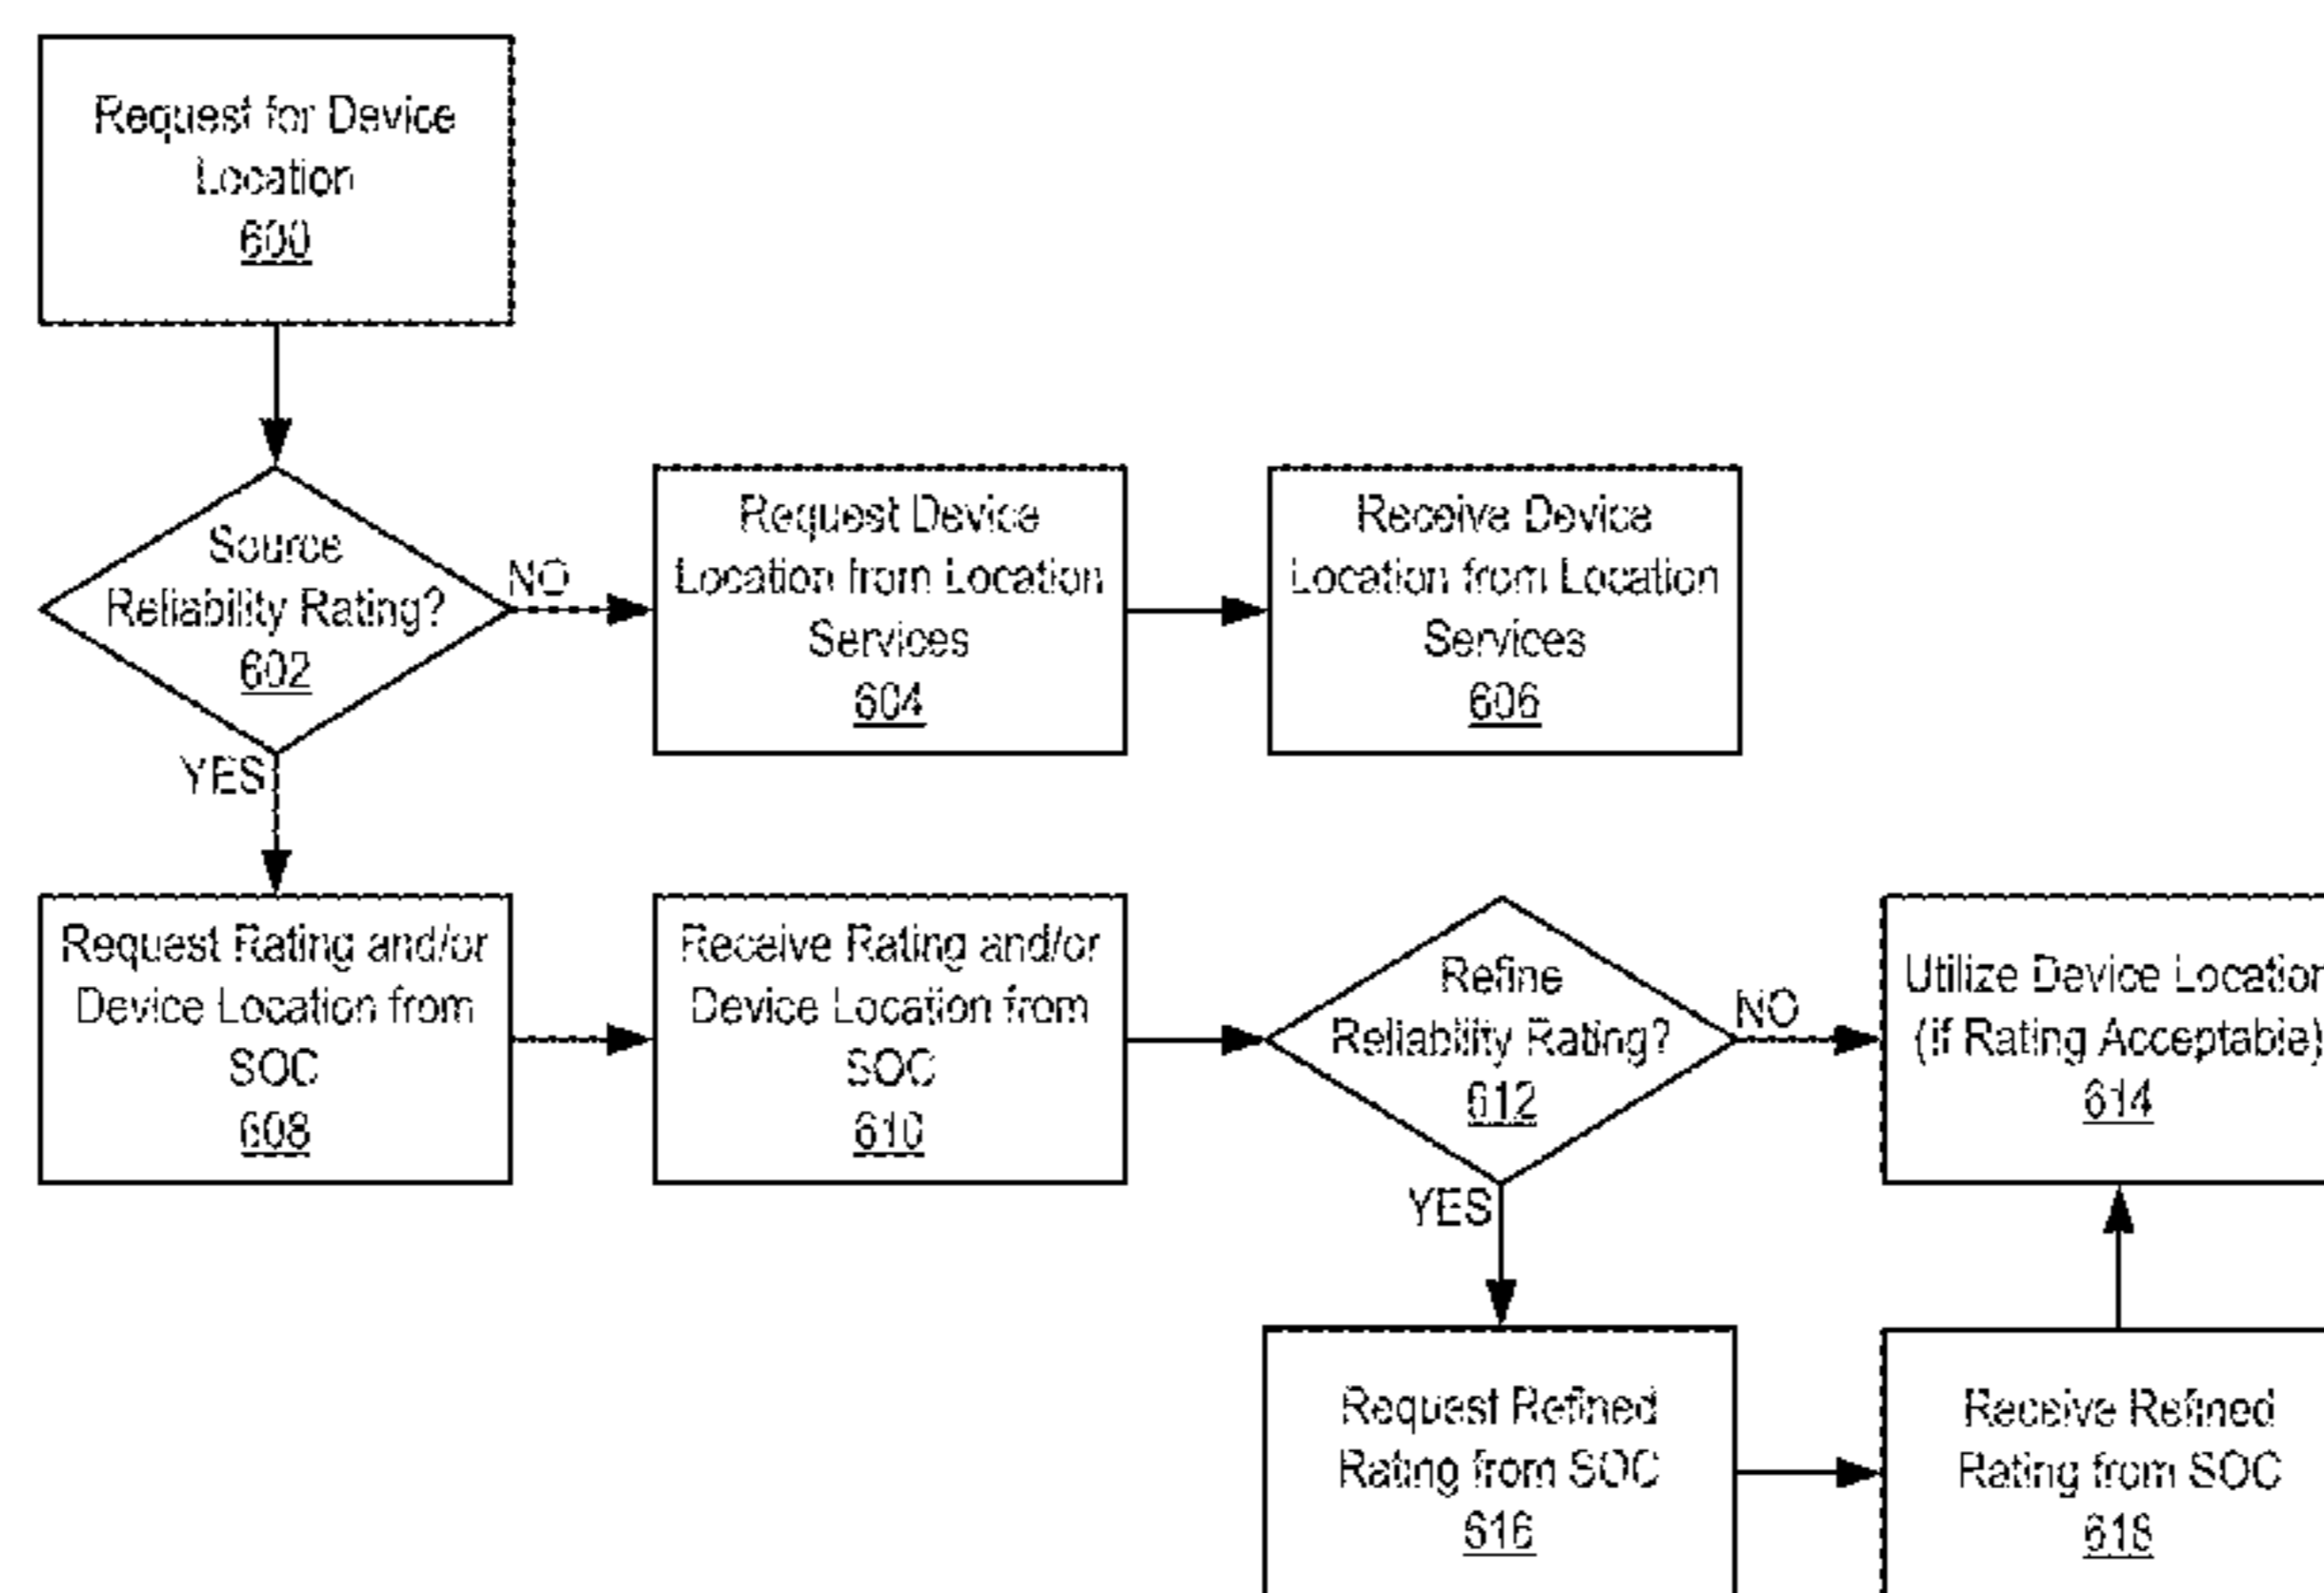 Request for Device
Location
600
Source
Reliability Rating?
602
NO
Request Device
Location from Location
Services
604
Receive Device
Location from Location
Services
606
YES
Request Rating and/or
Device Location from
SOC
608
Receive Rating and/or
Device Location from
SOC
610
Refine
Reliability Rating?
612
NO
Utilize Device Location
(if Rating Acceptable)
614
YES
Request Refined
Rating from SOC
616
Receive Refined
Rating from SOC
618